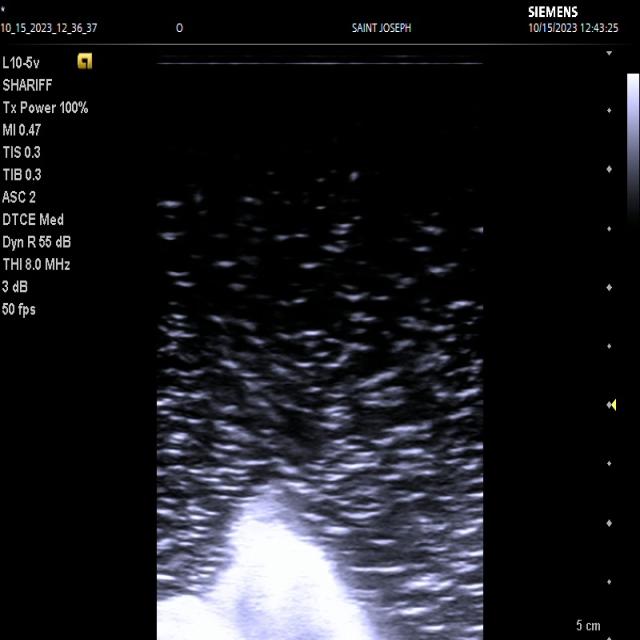 *
SIEMENS
10_15_2023_12_36_37 O SAINT JOSEPH 10/15/2023 12:43:25
L10-5v
SHARIFF
Tx Power 100%
MI 0.47
TIS 0.3
TIB 0.3
ASC 2
DTCE Med
Dyn R 55 dB
THI 8.0 MHz
3 dB
50 fps
5 cm